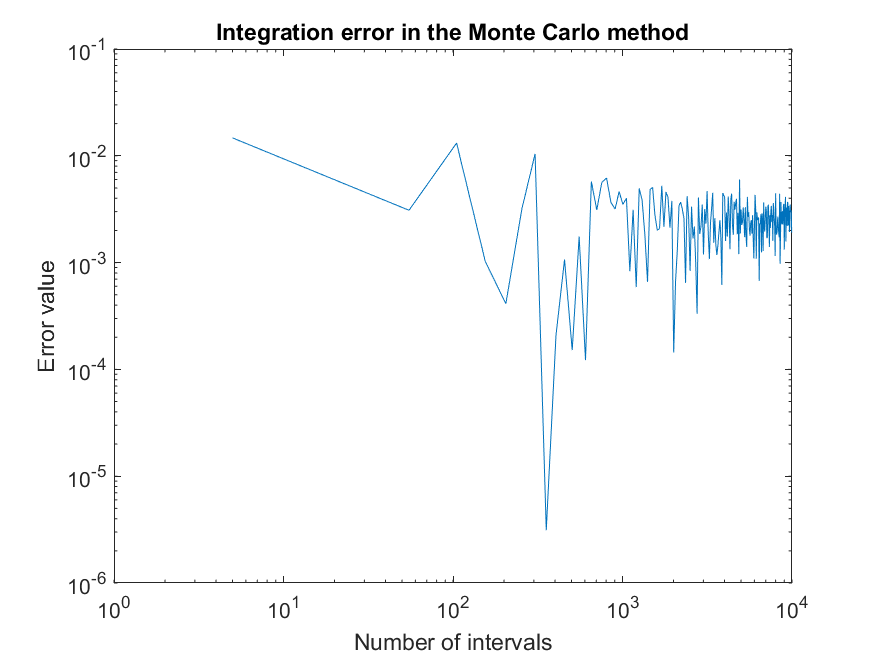 Integration error in the Monte Carlo method
10^-1
10^-2
10^-3
10^-4
10^-5
10^-6
Error value
10^0 10^1 10^2 10^3 10^4
Number of intervals